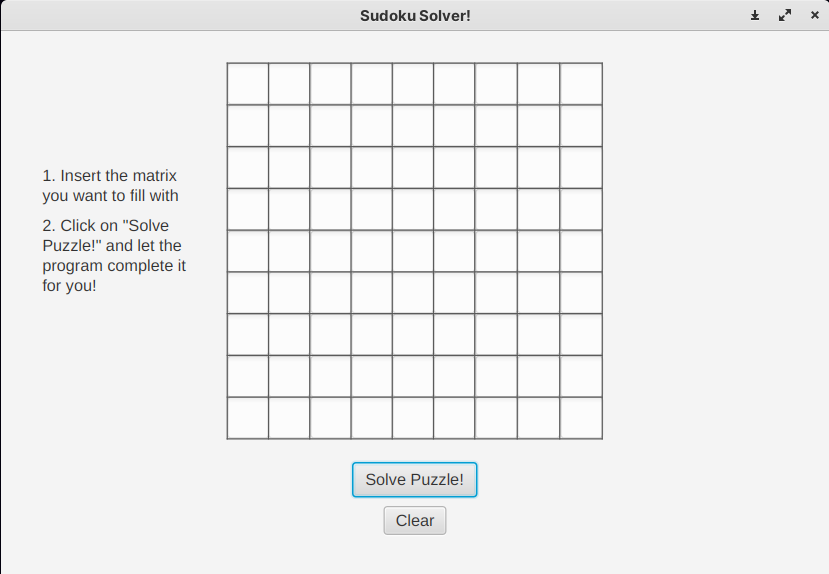 Sudoku Solver!
1. Insert the matrix
you want to fill with
2. Click on "Solve
Puzzle!" and let the
program complete it
for you!
Solve Puzzle!
Clear